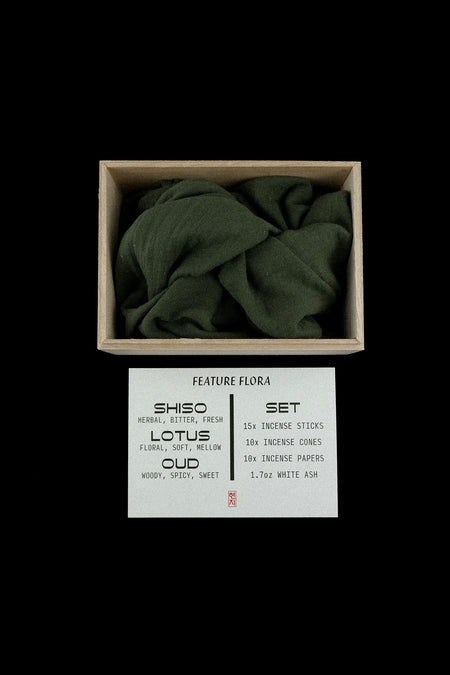 FEATURE FLORA
SHISO
HERBAL, BITTER, FRESH
LOTUS
FLORAL, SOFT, MELLOW
OUD
WOODY, SPICY, SWEET
SET
15x INCENSE STICKS
10x INCENSE CONES
10x INCENSE PAPERS
1.7oz WHITE ASH